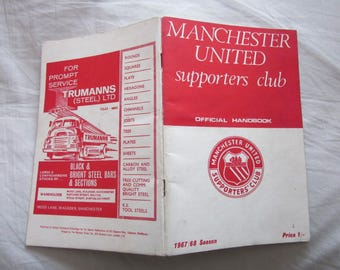 FOR
PROMPT
SERVICE
TRUMANNS
(STEEL) LTD
TRUMANNS
BLACK &
BRIGHT STEEL BARS
& SECTIONS
ROUNDS
SQUARES
FLATS
HEXAGONS
ANGLES
CHANNELS
JOISTS
TEES
PLATES
SHEETS
CARBON AND
ALLOY STEEL
TRUE CUTTING
AND COMM.
QUALITY
BRIGHT STEEL
K.E.
TOOL STEELS
MANCHESTER
UNITED
supporters club
OFFICIAL HANDBOOK
MANCHESTER UNITED
SUPPORTERS' CLUB
1967/68 Season
Price 1/-